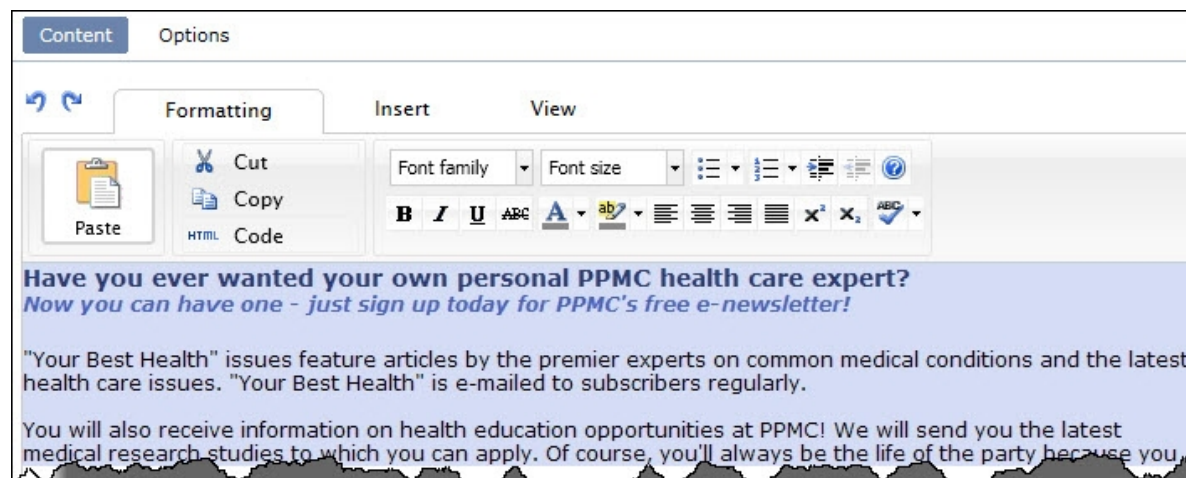 Content Options
Formatting Insert View
Paste
Cut
Copy
HTML Code
Font family Font size
B I U ABC A ab x² x₂ ABC
Have you ever wanted your own personal PPMC health care expert?
Now you can have one - just sign up today for PPMC's free e-newsletter!
"Your Best Health" issues feature articles by the premier experts on common medical conditions and the latest
health care issues. "Your Best Health" is e-mailed to subscribers regularly.
You will also receive information on health education opportunities at PPMC! We will send you the latest
medical research studies to which you can apply. Of course, you'll always be the life of the party because you